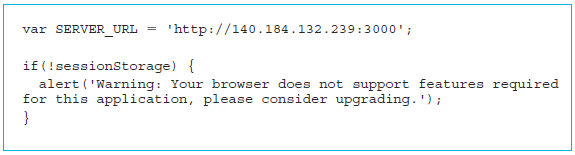 var SERVER_URL = 'http://140.184.132.239:3000';
if(!sessionStorage) {
alert('Warning: Your browser does not support features required
for this application, please consider upgrading.');
}